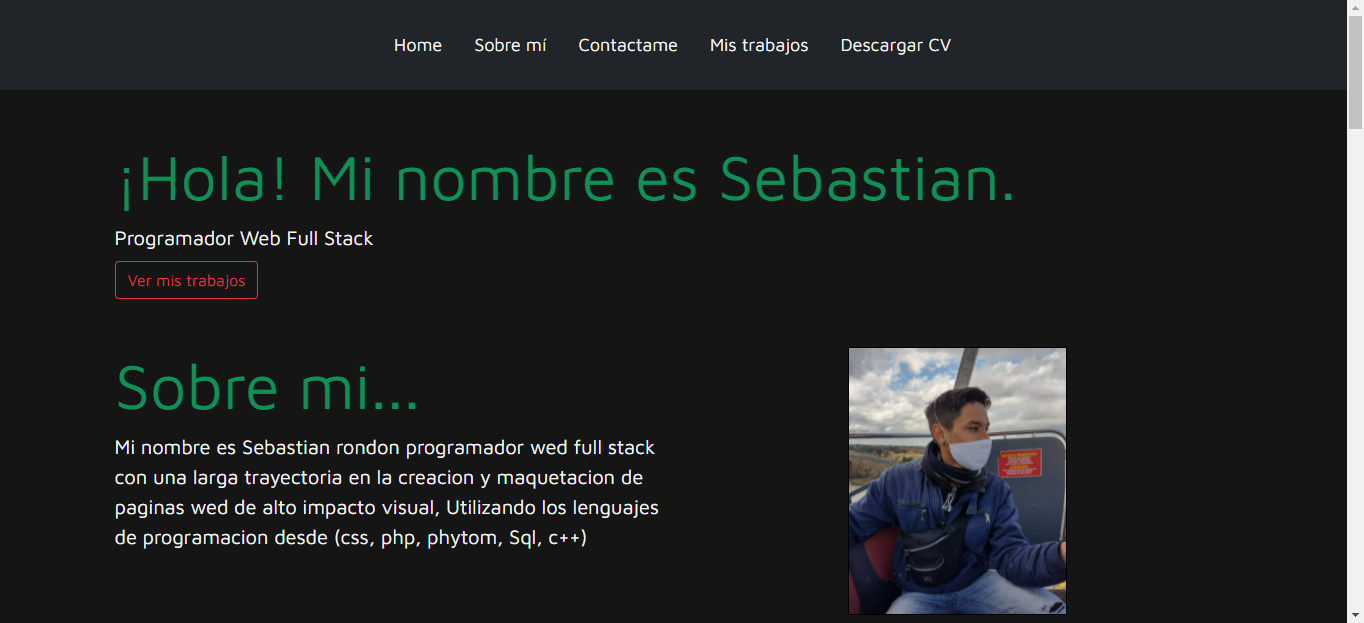 Home Sobre mí Contactame Mis trabajos Descargar CV
¡Hola! Mi nombre es Sebastian.
Programador Web Full Stack
Ver mis trabajos
Sobre mi...
Mi nombre es Sebastian rondon programador wed full stack
con una larga trayectoria en la creacion y maquetacion de
paginas wed de alto impacto visual, Utilizando los lenguajes
de programacion desde (css, php, phytom, Sql, c++)